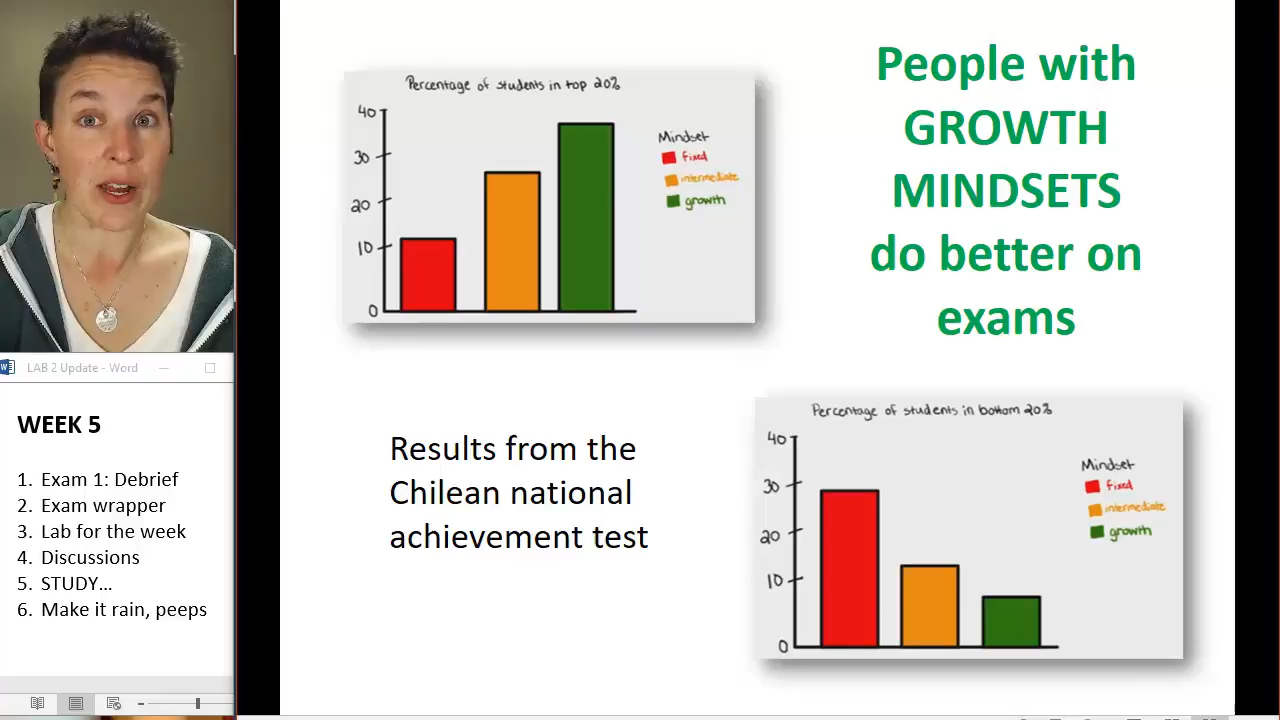 LAB 2 Update - Word
WEEK 5
1. Exam 1: Debrief
2. Exam wrapper
3. Lab for the week
4. Discussions
5. STUDY...
6. Make it rain, peeps
Percentage of students in top 20%
40
30
20
10
0
Mindset
fixed
intermediate
growth
People with
GROWTH
MINDSETS
do better on
exams
Results from the
Chilean national
achievement test
Percentage of students in bottom 20%
40
30
20
10
0
Mindset
fixed
intermediate
growth